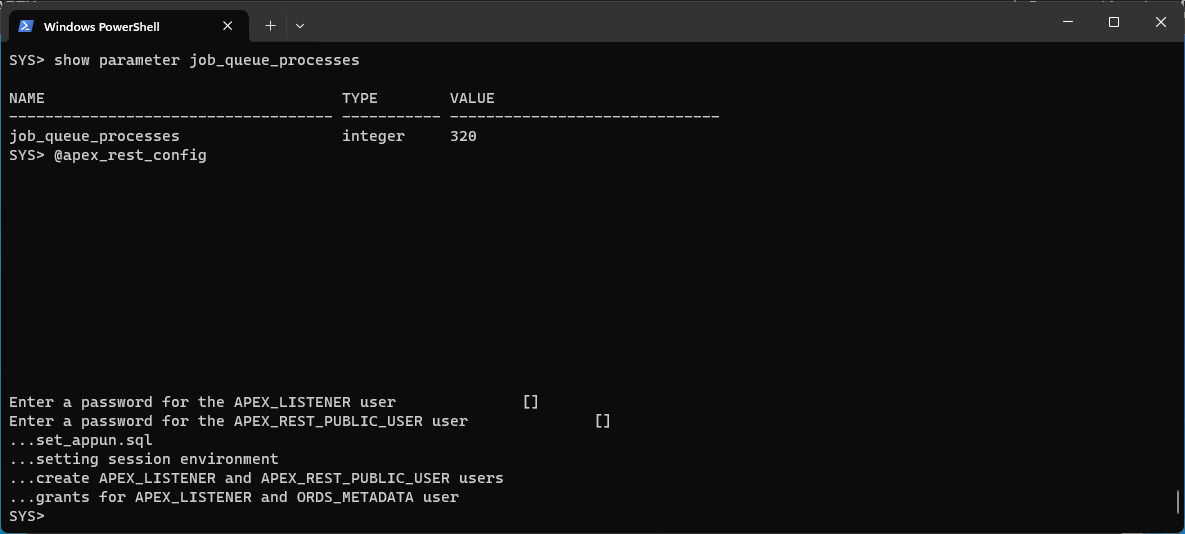 Windows PowerShell
SYS> show parameter job_queue_processes
NAME                                 TYPE        VALUE
------------------------------------ ----------- ------------------------------
job_queue_processes                  integer     320
SYS> @apex_rest_config
Enter a password for the APEX_LISTENER user              []
Enter a password for the APEX_REST_PUBLIC_USER user              []
...set_appun.sql
...setting session environment
...create APEX_LISTENER and APEX_REST_PUBLIC_USER users
...grants for APEX_LISTENER and ORDS_METADATA user
SYS>